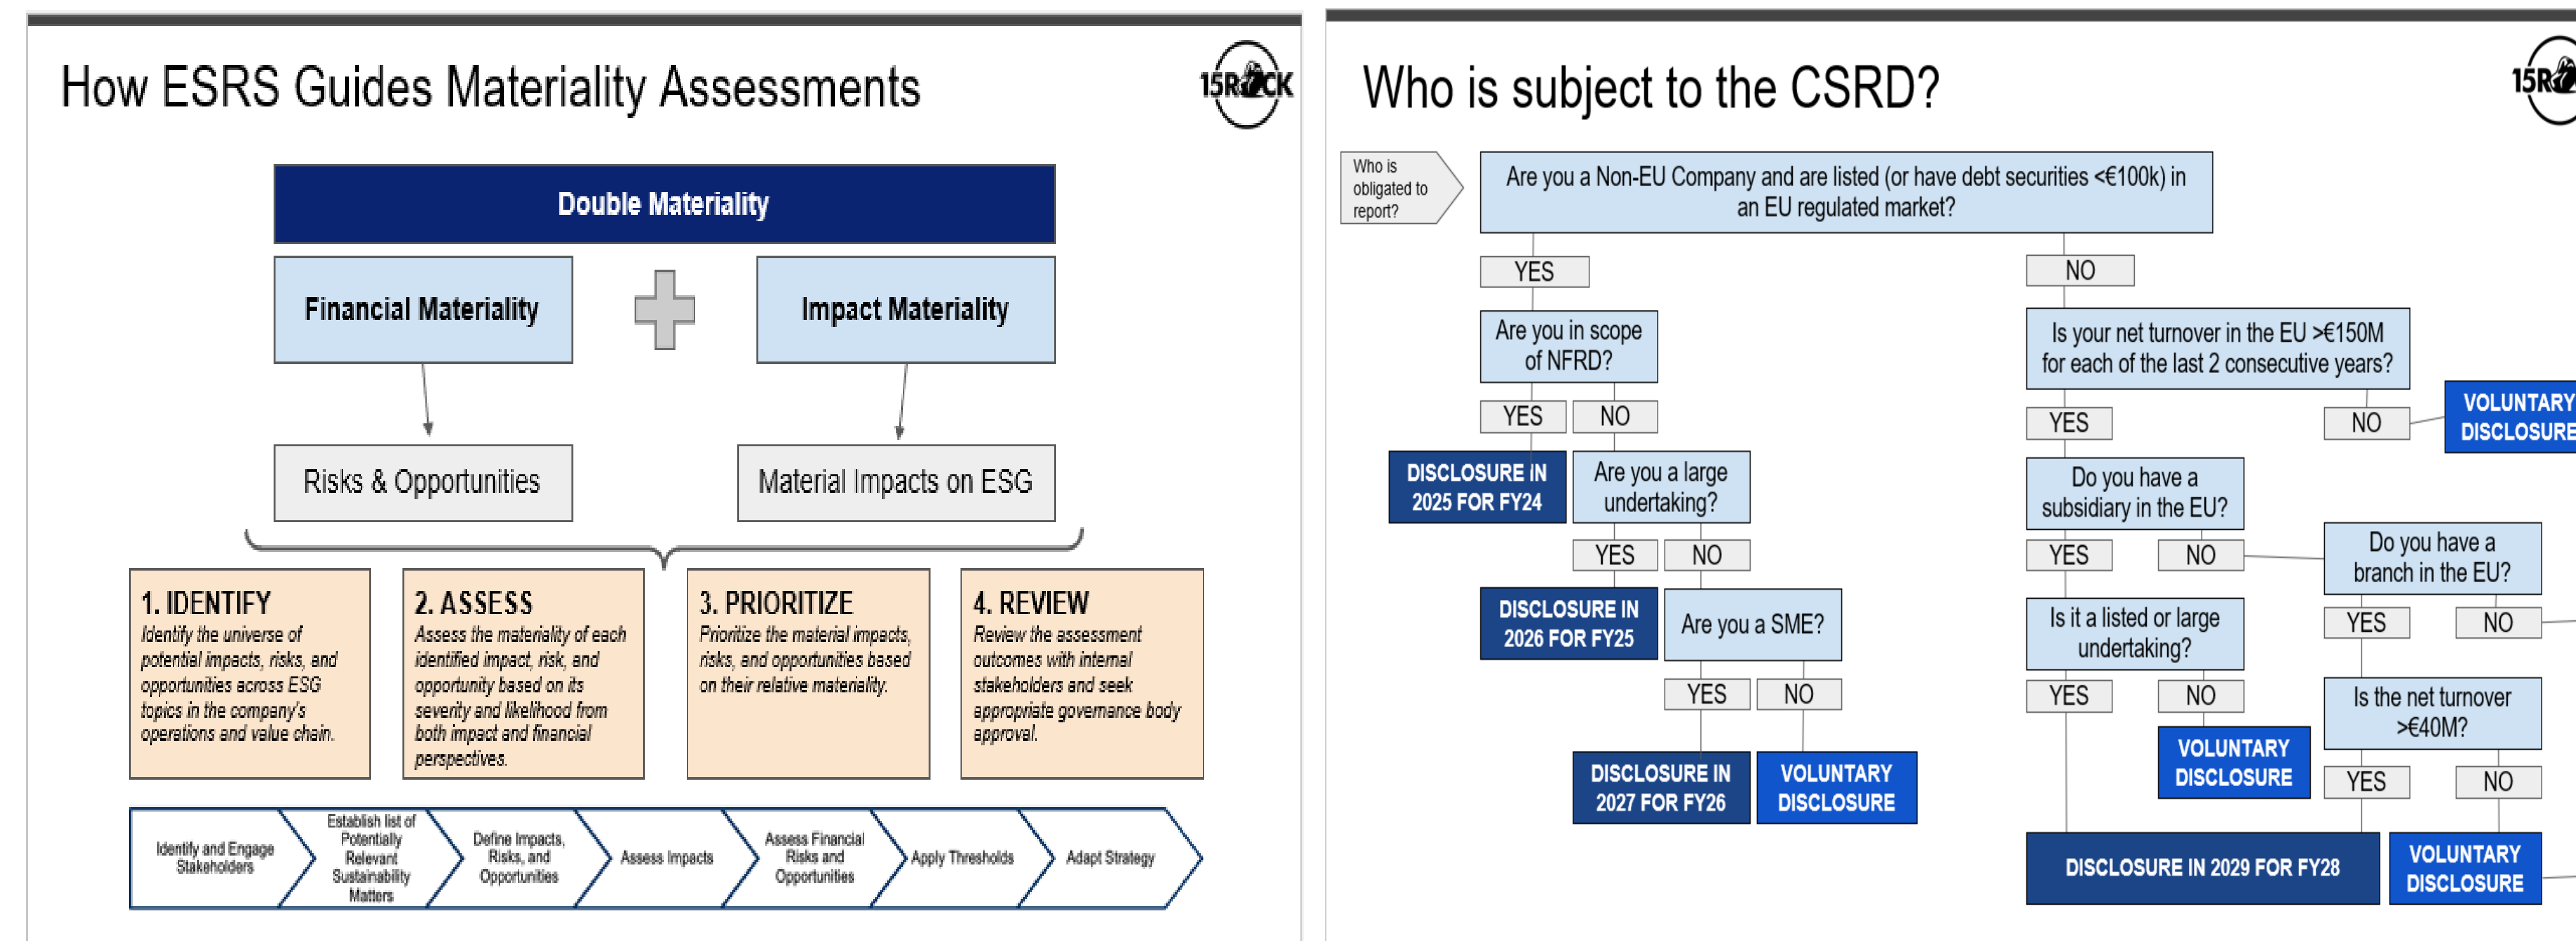 How ESRS Guides Materiality Assessments
15ROCK
Double Materiality
Financial Materiality
Impact Materiality
Risks & Opportunities
Material Impacts on ESG
1. IDENTIFY
Identify the universe of
potential impacts, risks, and
opportunities across ESG
topics in the company's
operations and value chain.
2. ASSESS
Assess the materiality of each
identified impact, risk, and
opportunity based on its
severity and likelihood from
both impact and financial
perspectives.
3. PRIORITIZE
Prioritize the material impacts,
risks, and opportunities based
on their relative materiality.
4. REVIEW
Review the assessment
outcomes with internal
stakeholders and seek
appropriate governance body
approval.
Identify and Engage
Stakeholders
Establish list of
Potentially
Relevant
Sustainability
Matters
Define Impacts,
Risks, and
Opportunities
Assess Impacts
Assess Financial
Risks and
Opportunities
Apply Thresholds
Adapt Strategy
Who is subject to the CSRD?
Who is
obligated to
report?
Are you a Non-EU Company and are listed (or have debt securities <€100k) in
an EU regulated market?
YES
NO
Are you in scope
of NFRD?
YES
NO
DISCLOSURE IN
2025 FOR FY24
Are you a large
undertaking?
YES
NO
DISCLOSURE IN
2026 FOR FY25
Are you a SME?
YES
NO
DISCLOSURE IN
2027 FOR FY26
VOLUNTARY
DISCLOSURE
Is your net turnover in the EU >€150M
for each of the last 2 consecutive years?
YES
NO
VOLUNTARY
DISCLOSURE
Do you have a
subsidiary in the EU?
YES
NO
Do you have a
branch in the EU?
YES
NO
Is it a listed or large
undertaking?
YES
NO
VOLUNTARY
DISCLOSURE
Is the net turnover
>€40M?
YES
NO
DISCLOSURE IN 2029 FOR FY28
VOLUNTARY
DISCLOSURE